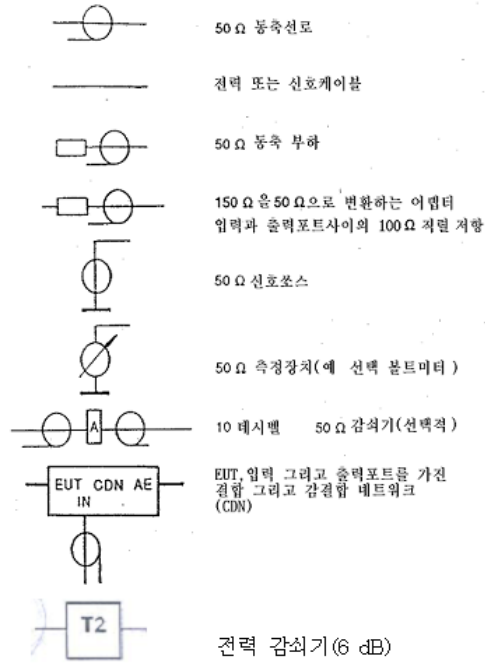 50 Ω 동축선로
전력 또는 신호케이블
50 Ω 동축 부하
150 Ω을 50 Ω으로 변환하는 어댑터
입력과 출력포트사이의 100 Ω 직렬 저항
50 Ω 신호쏘스
50 Ω 측정장치(예 선택 볼트미터)
A
10 데시벨 50 Ω 감쇠기(선택적)
EUT CDN AE
IN
EUT,입력 그리고 출력포트를 가진
결합 그리고 감결합 네트워크
(CDN)
T2
전력 감쇠기(6 dB)